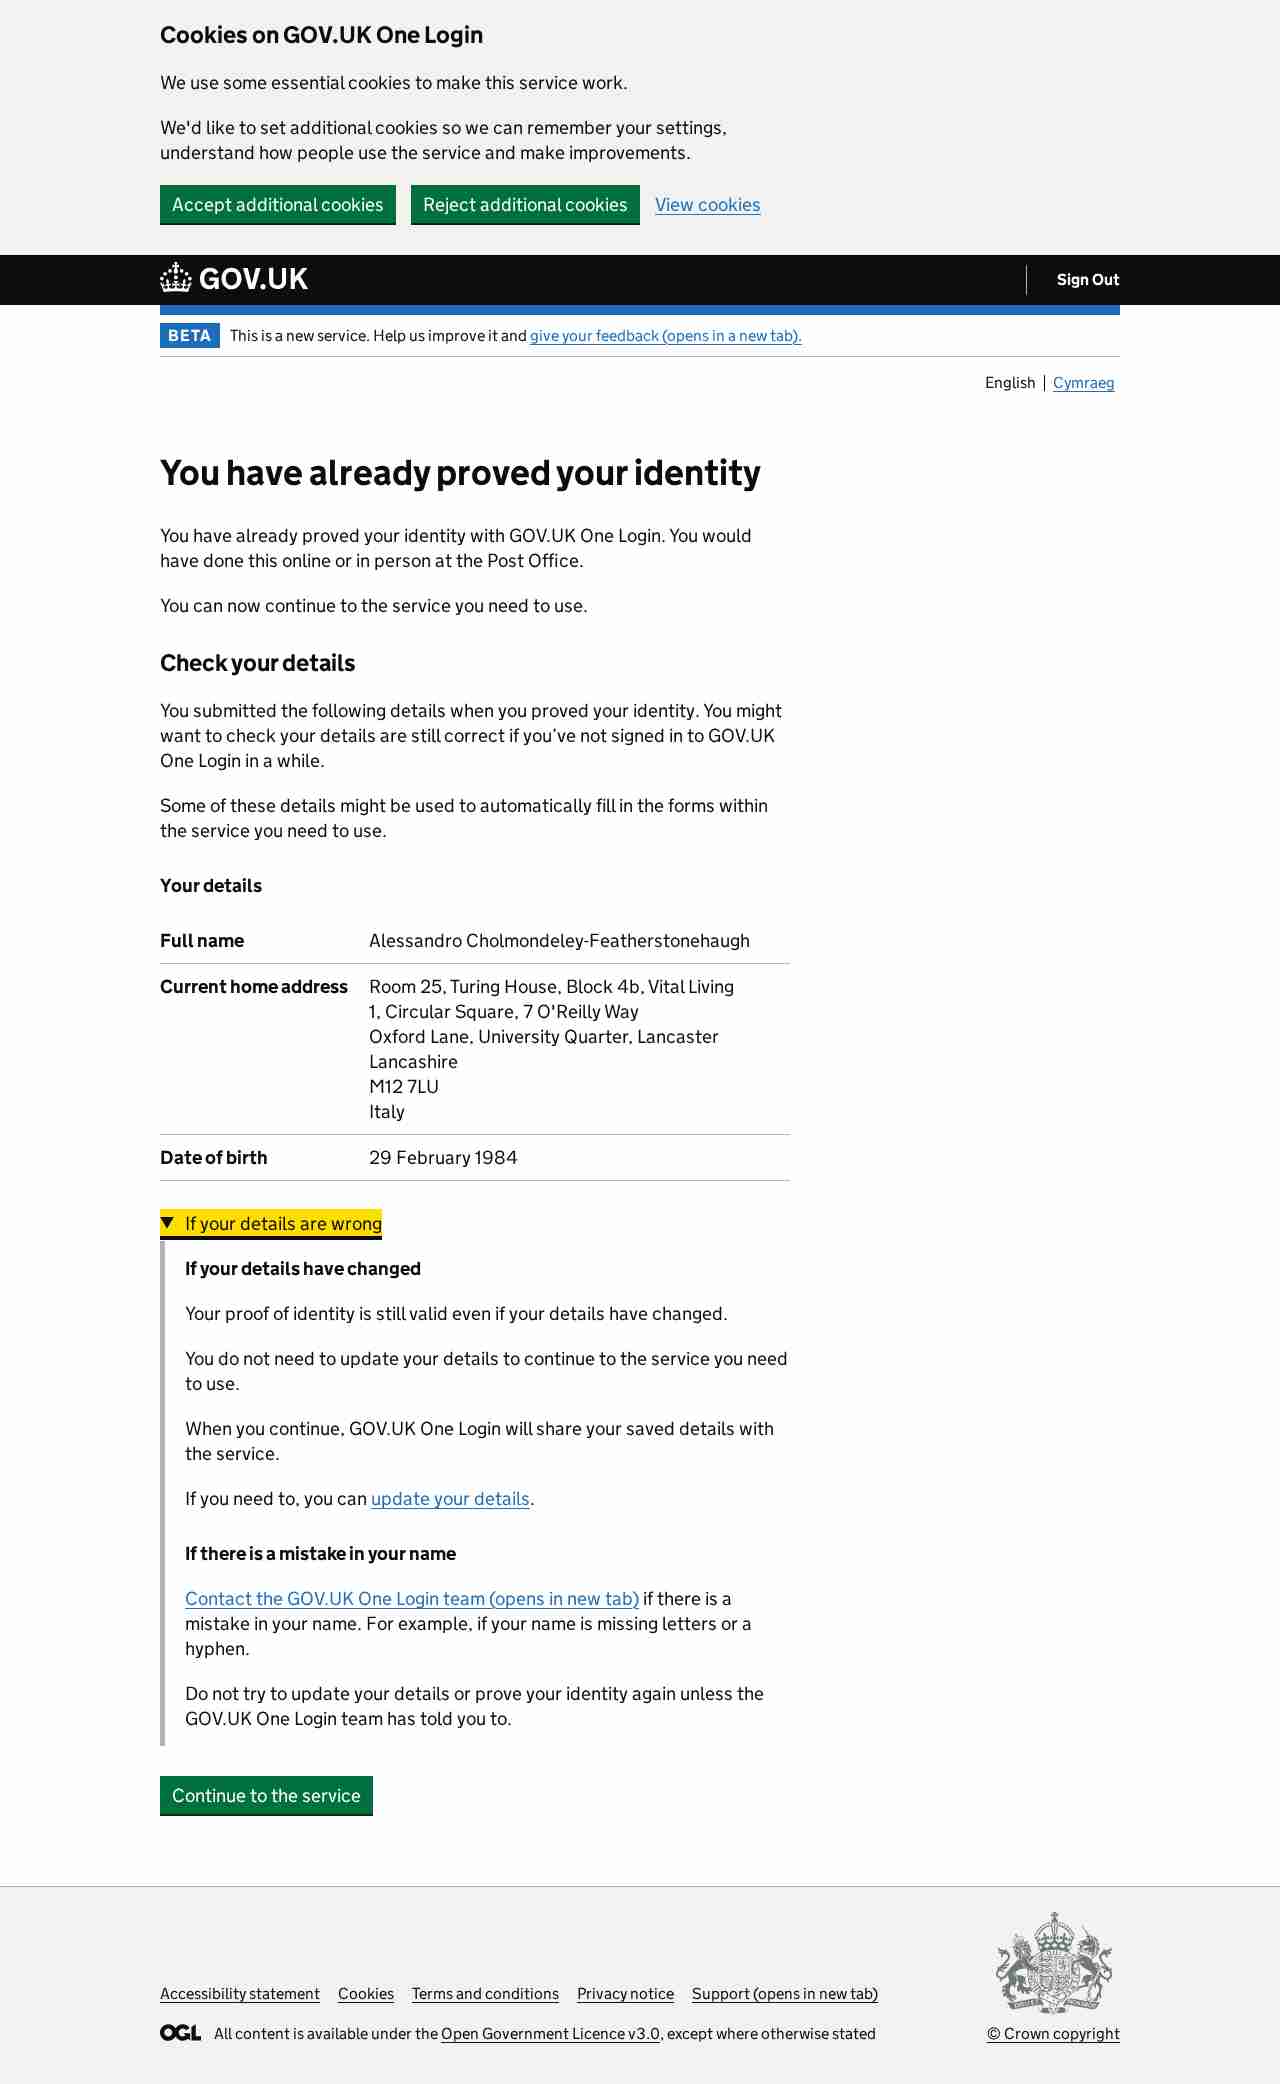 Cookies on GOV.UK One Login
We use some essential cookies to make this service work.
We'd like to set additional cookies so we can remember your settings,
understand how people use the service and make improvements.
Accept additional cookies Reject additional cookies View cookies
GOV.UK Sign Out
BETA This is a new service. Help us improve it and give your feedback (opens in a new tab).
English Cymraeg
You have already proved your identity
You have already proved your identity with GOV.UK One Login. You would
have done this online or in person at the Post Office.
You can now continue to the service you need to use.
Check your details
You submitted the following details when you proved your identity. You might
want to check your details are still correct if you’ve not signed in to GOV.UK
One Login in a while.
Some of these details might be used to automatically fill in the forms within
the service you need to use.
Your details
Full name Alessandro Cholmondeley-Featherstonehaugh
Current home address Room 25, Turing House, Block 4b, Vital Living
1, Circular Square, 7 O'Reilly Way
Oxford Lane, University Quarter, Lancaster
Lancashire
M12 7LU
Italy
Date of birth 29 February 1984
If your details are wrong
If your details have changed
Your proof of identity is still valid even if your details have changed.
You do not need to update your details to continue to the service you need
to use.
When you continue, GOV.UK One Login will share your saved details with
the service.
If you need to, you can update your details.
If there is a mistake in your name
Contact the GOV.UK One Login team (opens in new tab) if there is a
mistake in your name. For example, if your name is missing letters or a
hyphen.
Do not try to update your details or prove your identity again unless the
GOV.UK One Login team has told you to.
Continue to the service
Accessibility statement Cookies Terms and conditions Privacy notice Support (opens in new tab)
OGL All content is available under the Open Government Licence v3.0, except where otherwise stated
© Crown copyright